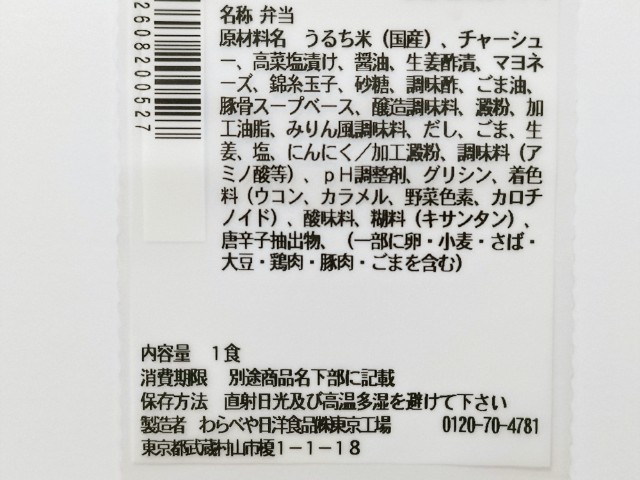 名称 弁当
原材料名　うるち米（国産）、チャーシュ
ー、高菜塩漬け、醤油、生姜酢漬、マヨネ
ーズ、錦糸玉子、砂糖、調味酢、ごま油、
豚骨スープベース、醸造調味料、澱粉、加
工油脂、みりん風調味料、だし、ごま、生
姜、塩、にんにく／加工澱粉、調味料（ア
ミノ酸等）、ｐＨ調整剤、グリシン、着色
料（ウコン、カラメル、野菜色素、カロチ
ノイド）、酸味料、糊料（キサンタン）、
唐辛子抽出物、（一部に卵・小麦・さば・
大豆・鶏肉・豚肉・ごまを含む）
内容量　１食
消費期限　別途商品名下部に記載
保存方法　直射日光及び高温多湿を避けて下さい
製造者　わらべや日洋食品㈱東京工場　0120-70-4781
東京都武蔵村山市榎１－１－１８
2608200527